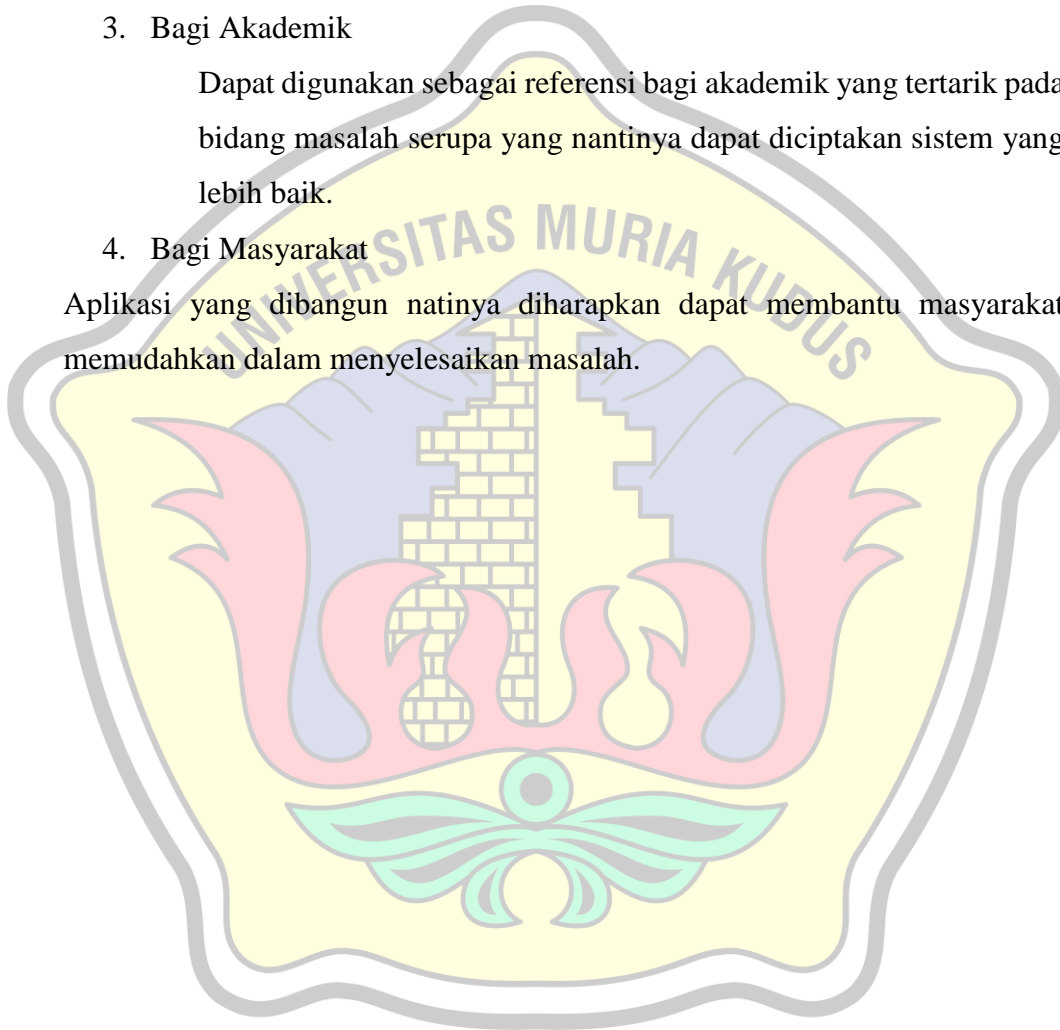 3. Bagi Akademik
Dapat digunakan sebagai referensi bagi akademik yang tertarik pada
bidang masalah serupa yang nantinya dapat diciptakan sistem yang
lebih baik.
UNIVERSITAS MURIA KUDUS
4. Bagi Masyarakat
Aplikasi yang dibangun natinya diharapkan dapat membantu masyarakat
memudahkan dalam menyelesaikan masalah.